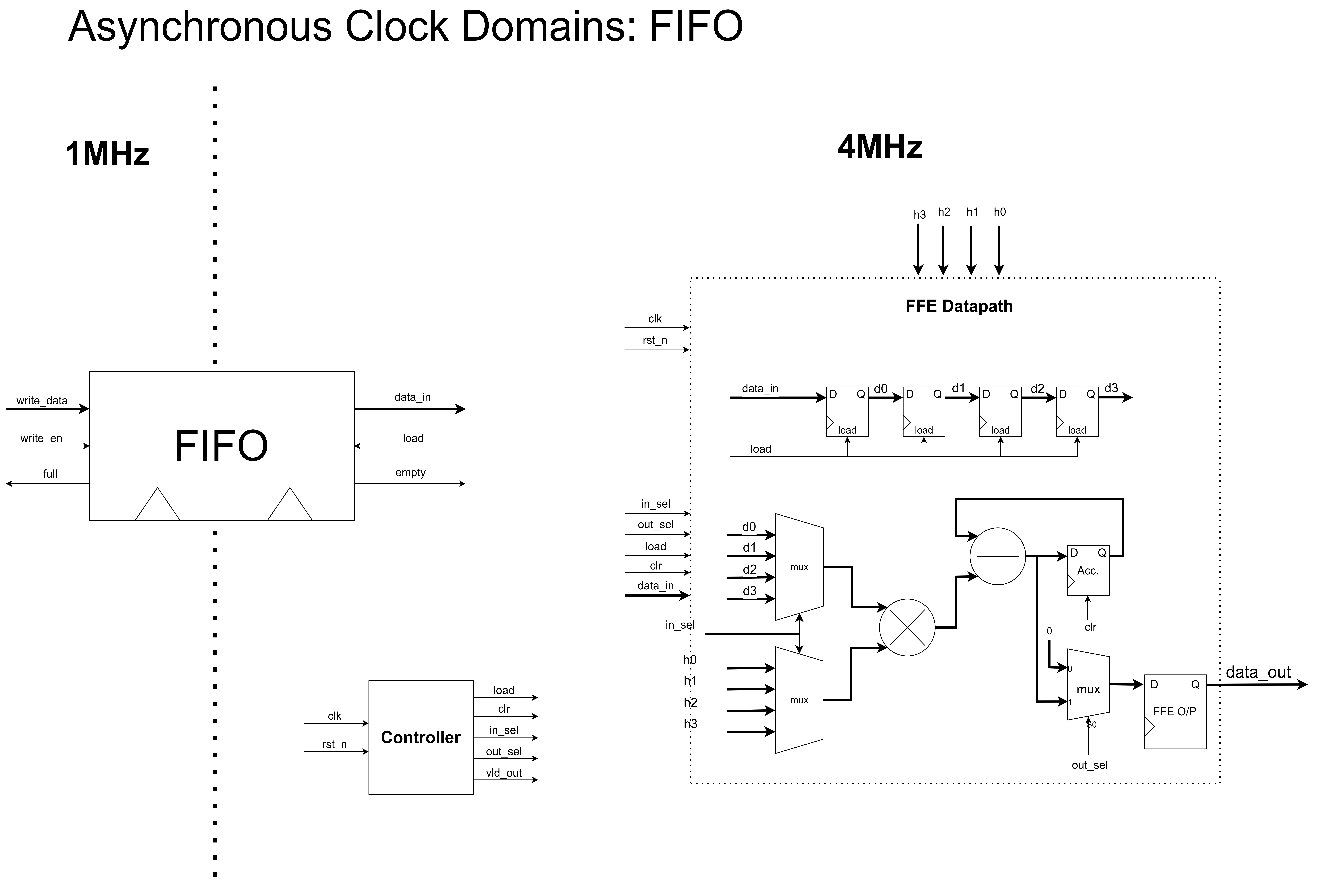 Asynchronous Clock Domains: FIFO
1MHz
4MHz
h3 h2 h1 h0
FFE Datapath
clk
rst_n
write_data
write_en
full
FIFO
data_in
load
empty
data_in
D Q
load
d0
D Q
load
d1
D Q
load
d2
D Q
load
d3
load
in_sel
out_sel
load
clr
data_in
in_sel
d0
d1
d2
d3
mux
h0
h1
h2
h3
mux
D Q
Acc.
clr
0
0
1
mux
S0
out_sel
D Q
FFE O/P
data_out
clk
rst_n
Controller
load
clr
in_sel
out_sel
vld_out